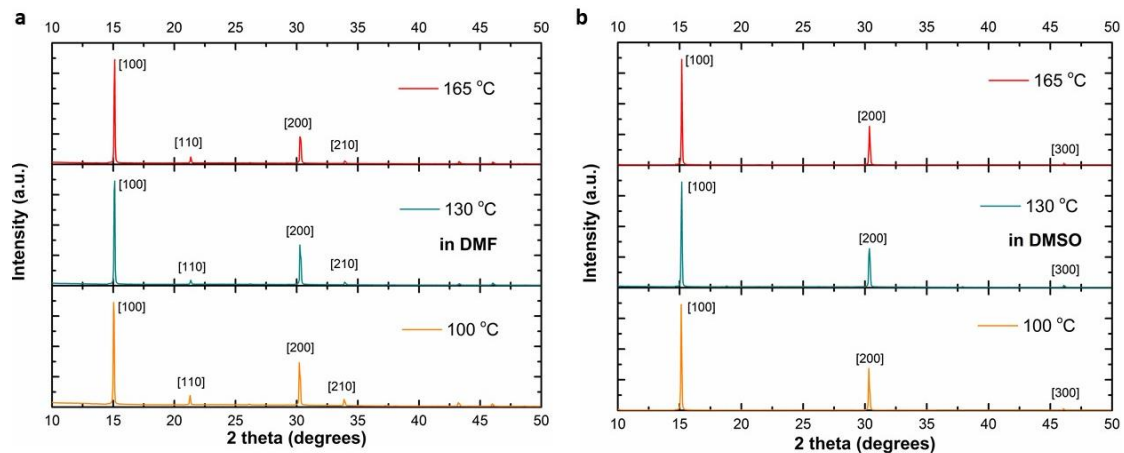 a
10 15 20 25 30 35 40 45 50
[100]
165 °C
[200]
[110]
[210]
[100]
130 °C
in DMF
[200]
[110]
[210]
[100]
100 °C
[200]
[110]
[210]
10 15 20 25 30 35 40 45 50
2 theta (degrees)
Intensity (a.u.)
b
10 15 20 25 30 35 40 45 50
[100]
165 °C
[200]
[300]
[100]
130 °C
in DMSO
[200]
[300]
[100]
100 °C
[200]
[300]
10 15 20 25 30 35 40 45 50
2 theta (degrees)
Intensity (a.u.)